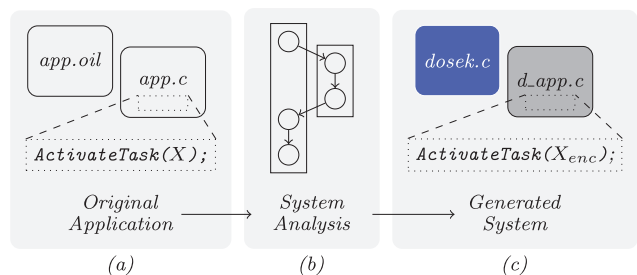 app.oil
app.c
ActivateTask(X);
Original
Application
(a)
System
Analysis
(b)
dosek.c
d_app.c
ActivateTask(X_enc);
Generated
System
(c)